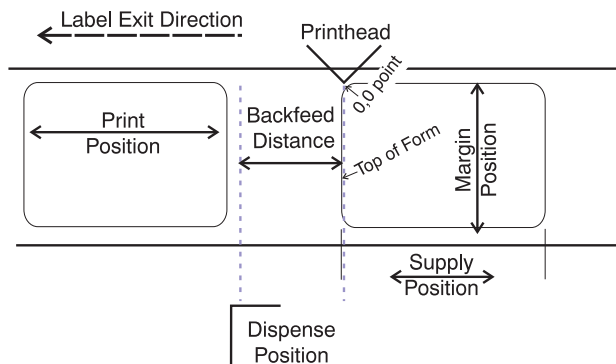 Label Exit Direction
Printhead
0,0 point
Print
Position
Backfeed
Distance
Top of Form
Margin
Position
Supply
Position
Dispense
Position